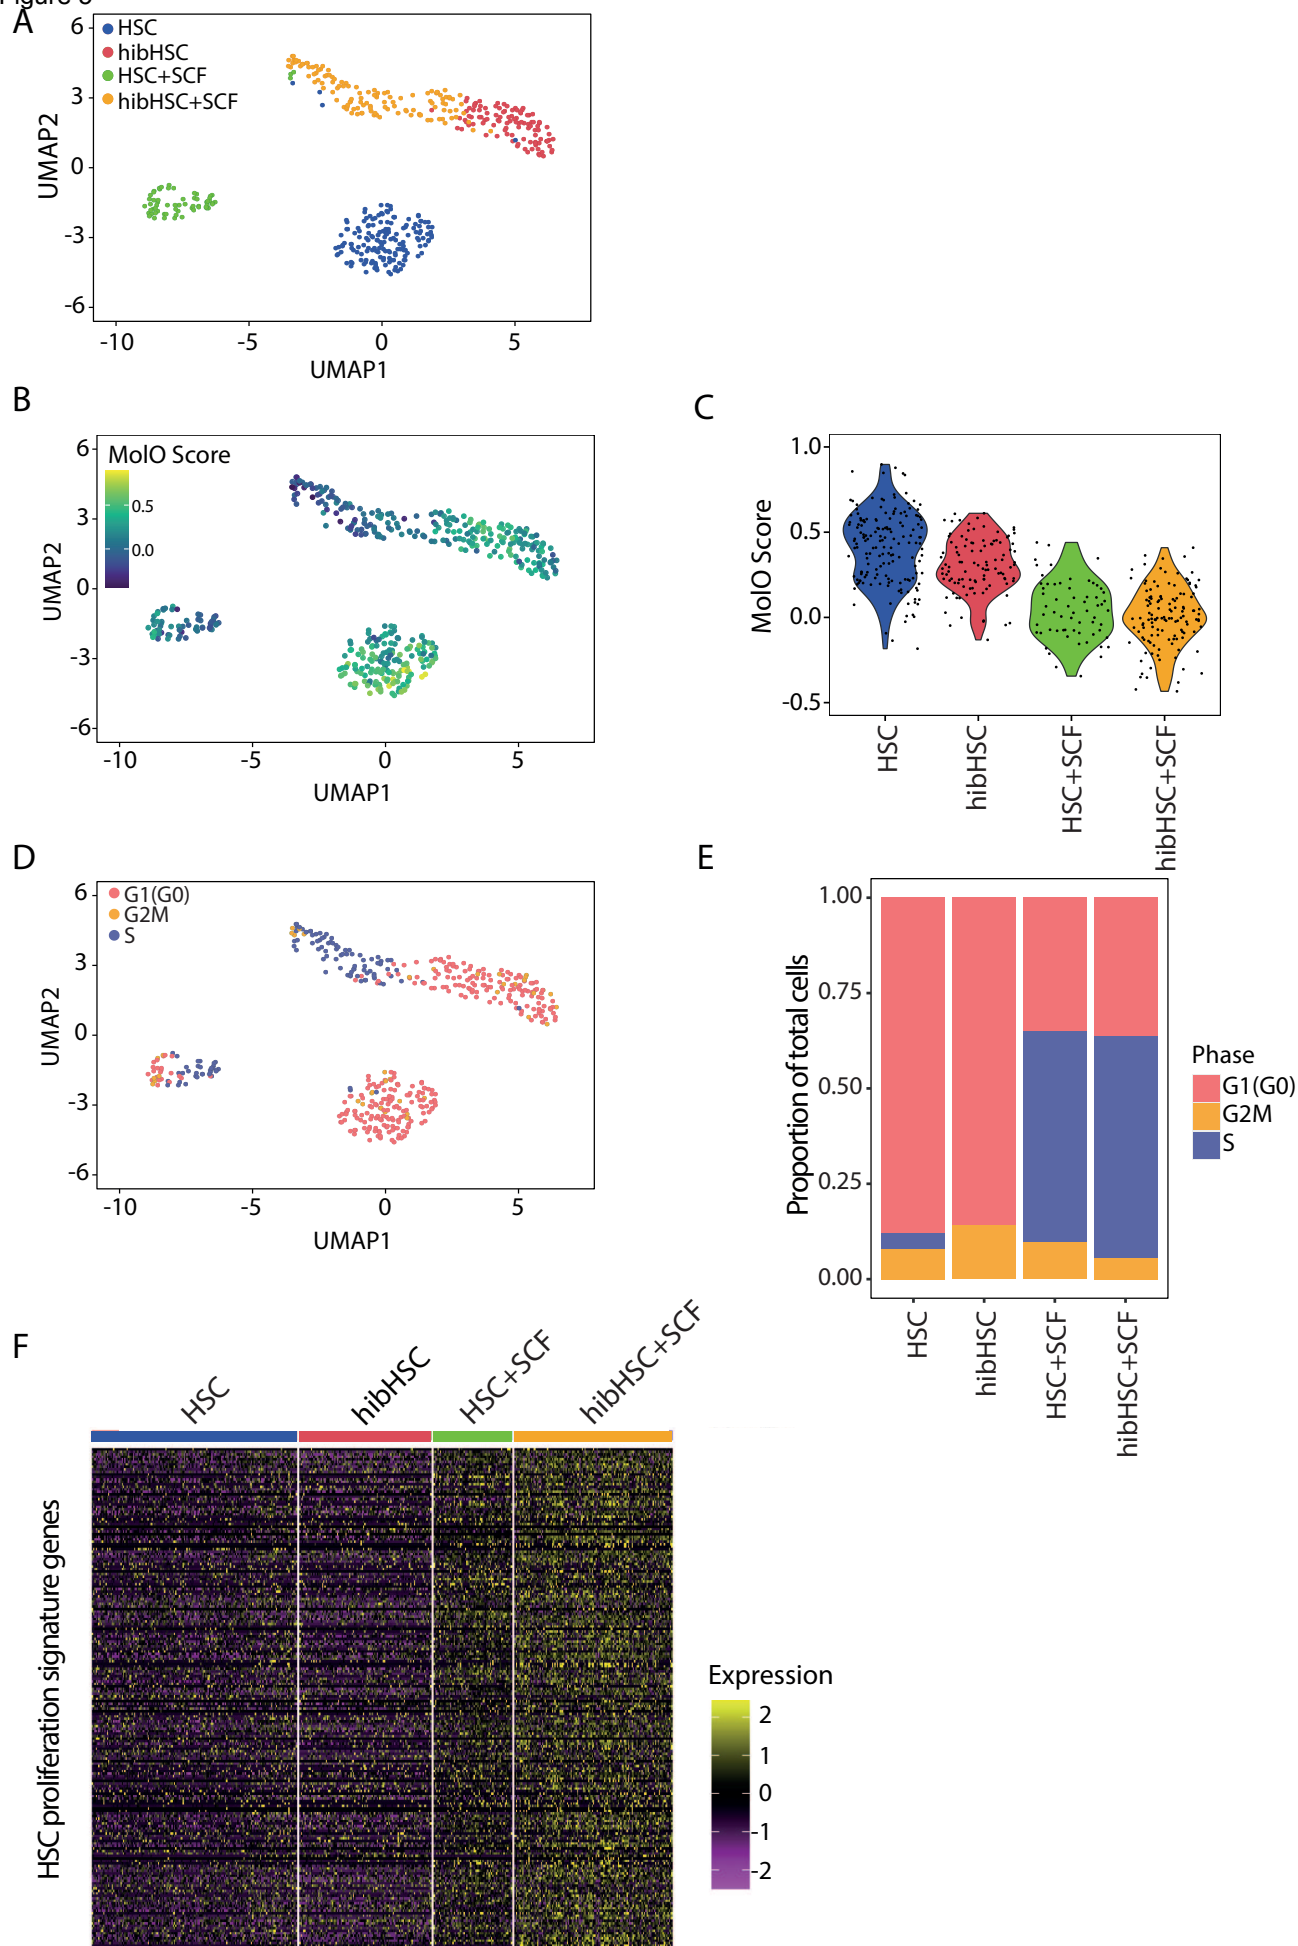 A
6
3
0
-3
-6
UMAP2
HSC
hibHSC
HSC+SCF
hibHSC+SCF
-10
-5
0
5
UMAP1
B
6
3
0
-3
-6
UMAP2
MolO Score
0.5
0.0
-10
-5
0
5
UMAP1
C
1.0
0.5
0.0
-0.5
MolO Score
HSC
hibHSC
HSC+SCF
hibHSC+SCF
D
6
3
0
-3
-6
UMAP2
G1(G0)
G2M
S
-10
-5
0
5
UMAP1
E
1.00
0.75
0.50
0.25
0.00
Proportion of total cells
Phase
G1(G0)
G2M
S
HSC
hibHSC
HSC+SCF
hibHSC+SCF
F
HSC
hibHSC
HSC+SCF
hibHSC+SCF
HSC proliferation signature genes
Expression
2
1
0
-1
-2